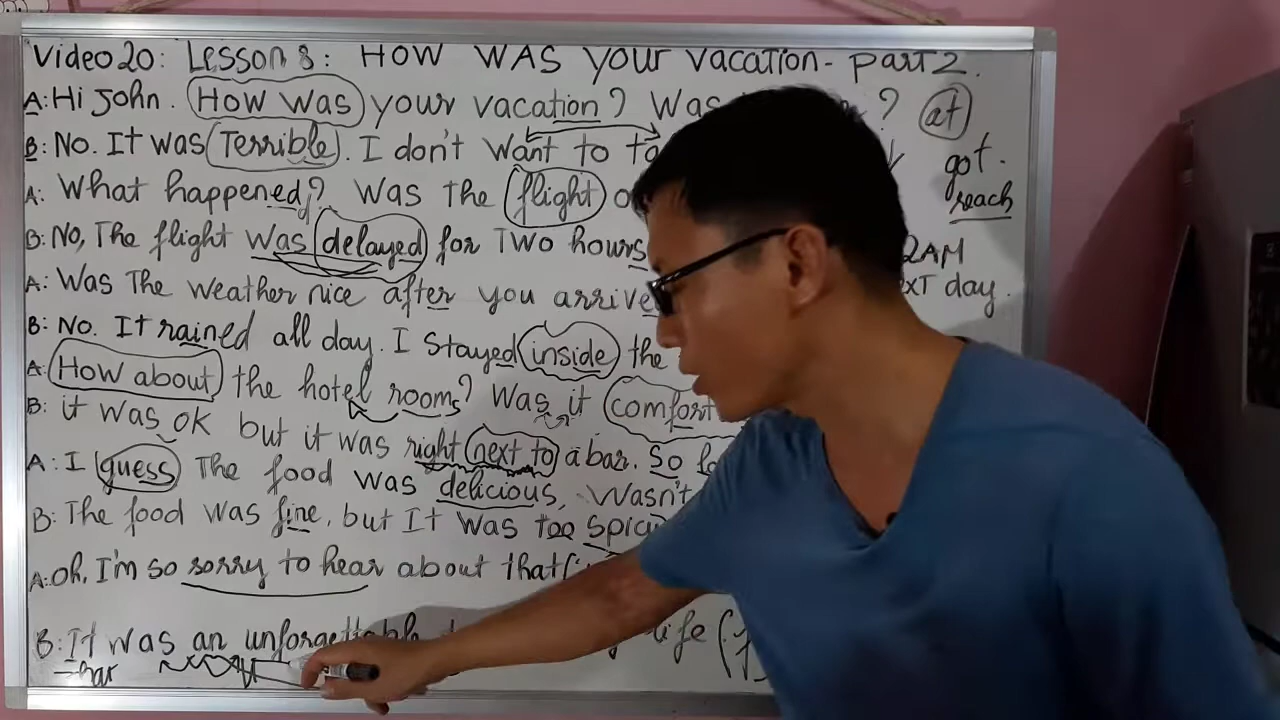 Video 20: Lesson 8: HOW WAS YOUR VACATION - PART 2.
A: Hi John. How was your vacation? Was ? at
B: No. It was Terrible. I don't want to got.
A: What happened? Was the flight reach
B: No, The flight was delayed for Two hours 2AM
A: Was The weather nice after you arrive day.
B: No. It rained all day. I stayed inside the
A: How about the hotel rooms? Was it
B: it was OK but it was right next to a bar. So
A: I guess The food was delicious, wasn't
B: The food was fine, but It was too
A: Oh, I'm so sorry to hear about that
B: It was an life (
bar